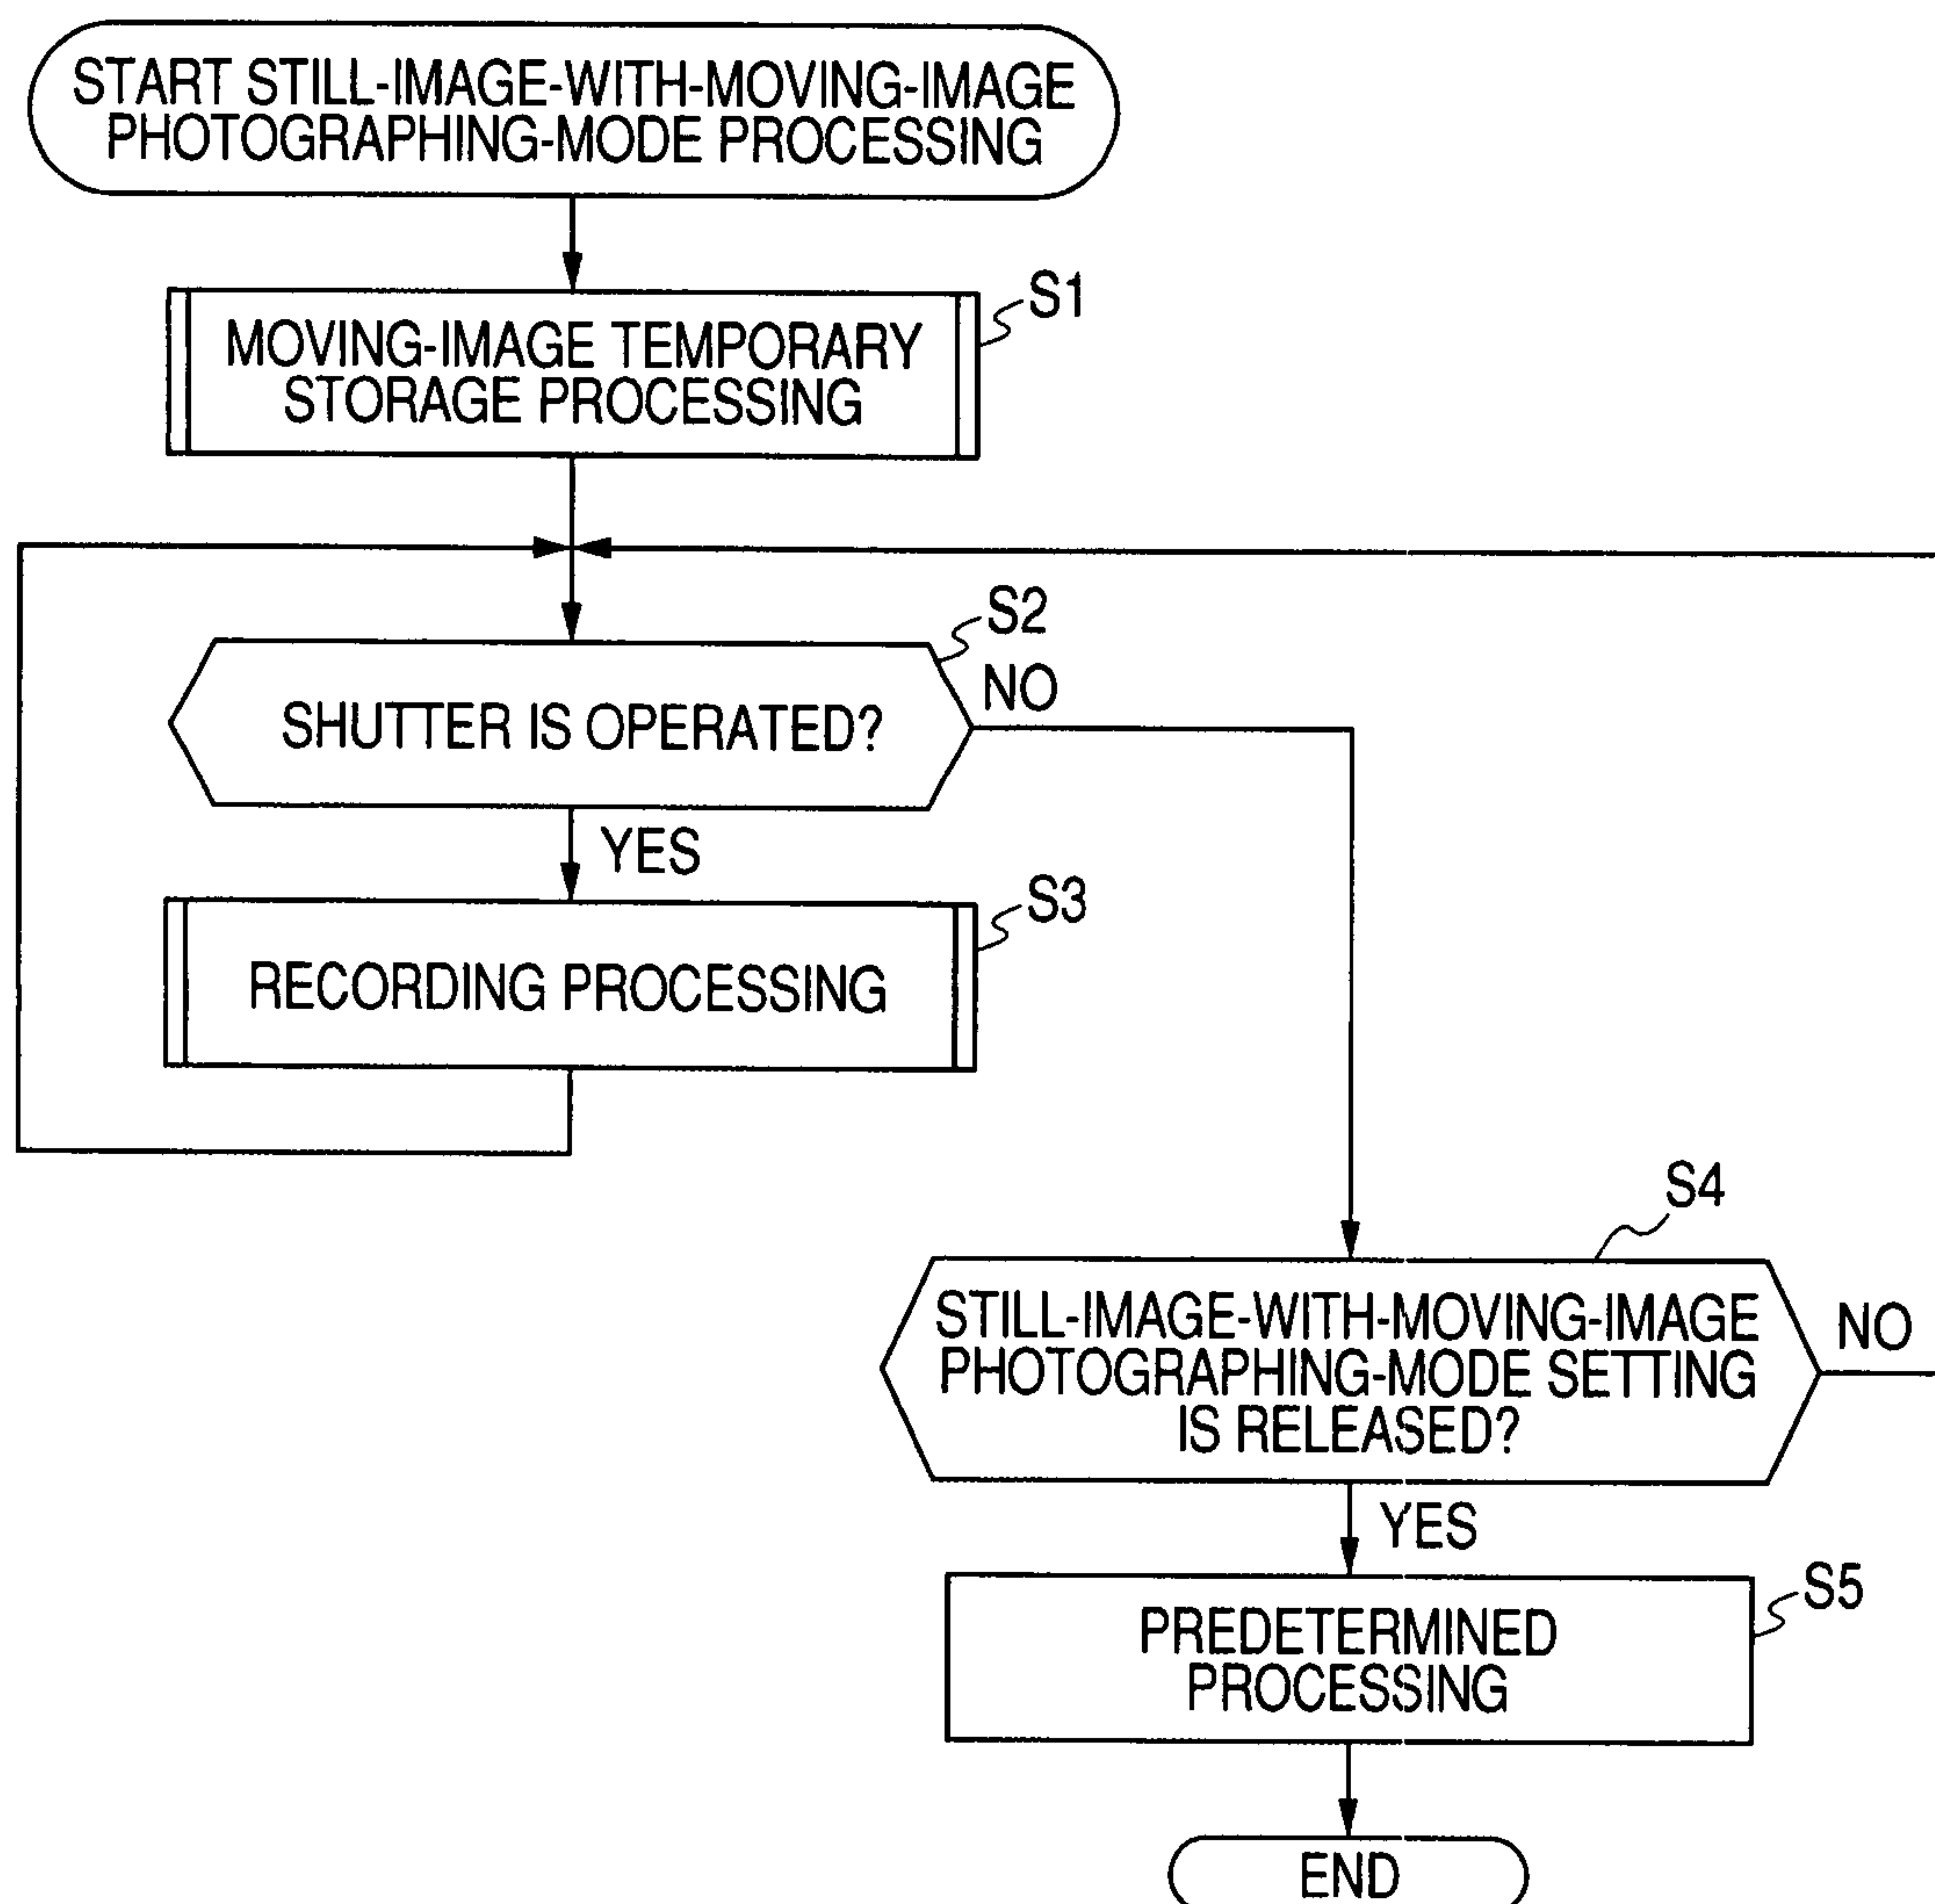 START STILL-IMAGE-WITH-MOVING-IMAGE
PHOTOGRAPHING-MODE PROCESSING
S1
MOVING-IMAGE TEMPORARY
STORAGE PROCESSING
S2
NO
SHUTTER IS OPERATED?
YES
S3
RECORDING PROCESSING
S4
STILL-IMAGE-WITH-MOVING-IMAGE
PHOTOGRAPHING-MODE SETTING
IS RELEASED?
NO
YES
S5
PREDETERMINED
PROCESSING
END